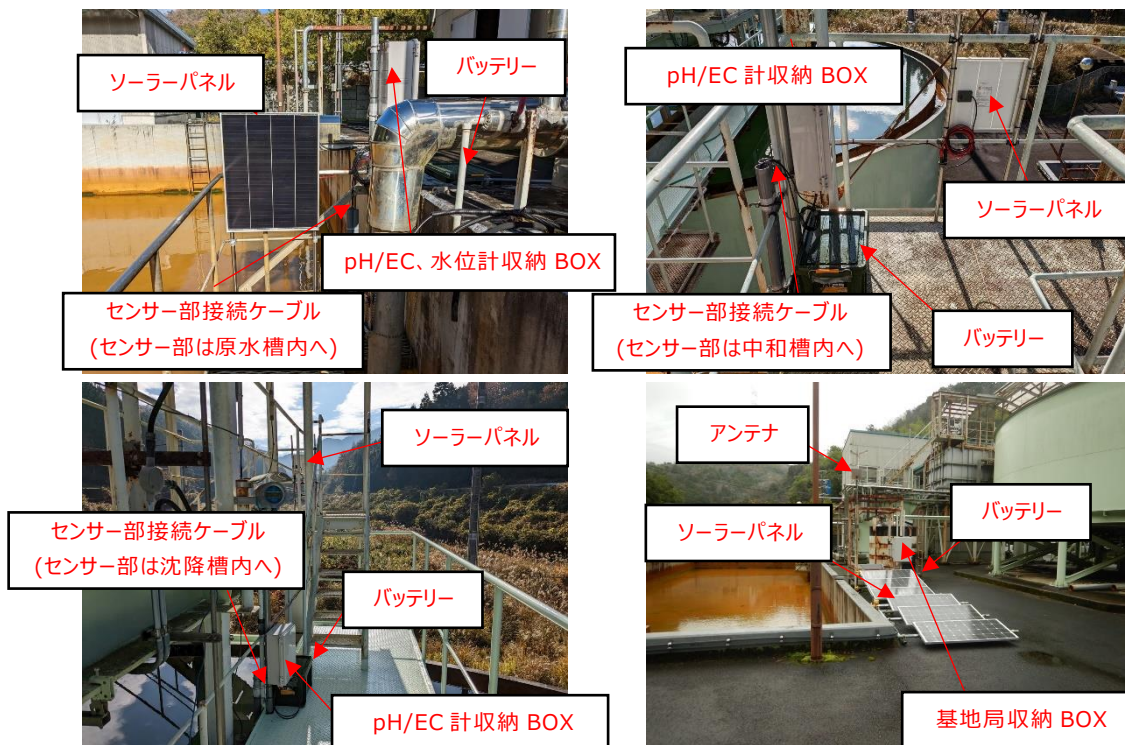 ソーラーパネル
バッテリー
pH/EC、水位計収納 BOX
センサー部接続ケーブル
(センサー部は原水槽内へ)
pH/EC 計収納 BOX
ソーラーパネル
センサー部接続ケーブル
(センサー部は中和槽内へ)
バッテリー
ソーラーパネル
センサー部接続ケーブル
(センサー部は沈降槽内へ)
バッテリー
pH/EC 計収納 BOX
アンテナ
バッテリー
ソーラーパネル
基地局収納 BOX